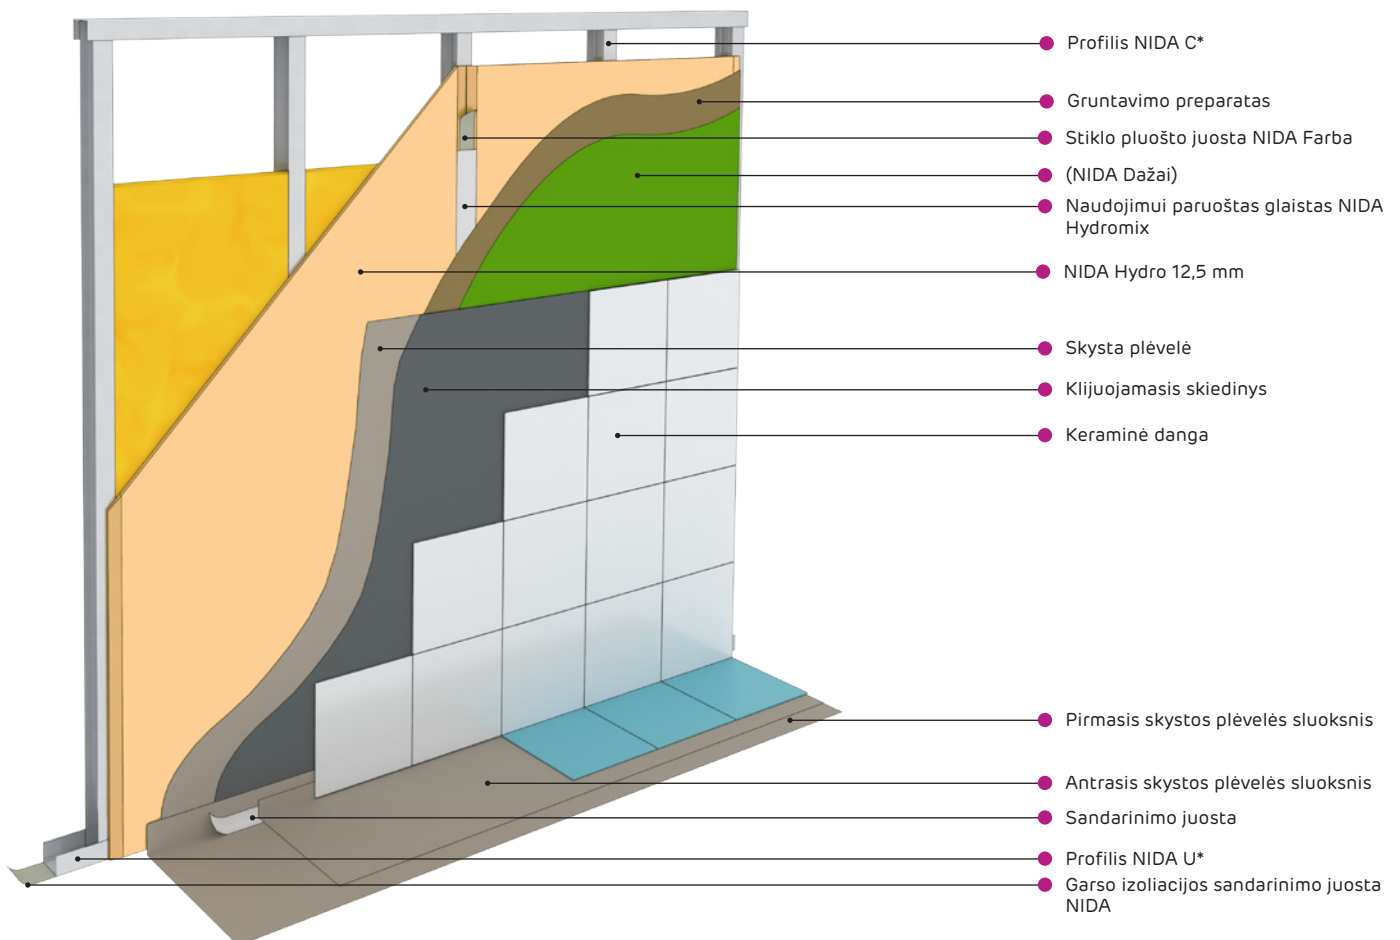 Profilis NIDA C*
Gruntavimo preparatas
Stiklo pluošto juosta NIDA Farba
(NIDA Dažai)
Naudojimui paruoštas glaistas NIDA
Hydromix
NIDA Hydro 12,5 mm
Skysta plėvelė
Klijuojamasis skiedinys
Keraminė danga
Pirmasis skystos plėvelės sluoksnis
Antrasis skystos plėvelės sluoksnis
Sandarinimo juosta
Profilis NIDA U*
Garso izoliacijos sandarinimo juosta
NIDA